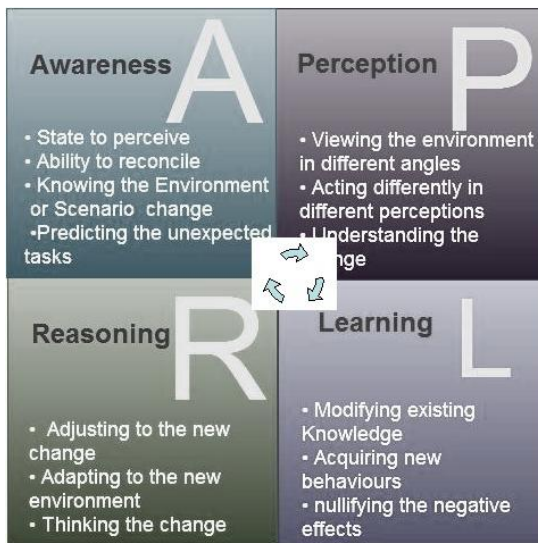 Awareness
A
• State to perceive
• Ability to reconcile
• Knowing the Environment
or Scenario change
•Predicting the unexpected
tasks
Perception
P
• Viewing the environment
in different angles
• Acting differently in
different perceptions
• Understanding the
Reasoning
R
• Adjusting to the new
change
• Adapting to the new
environment
• Thinking the change
Learning
L
• Modifying existing
Knowledge
• Acquiring new
behaviours
• nullifying the negative
effects